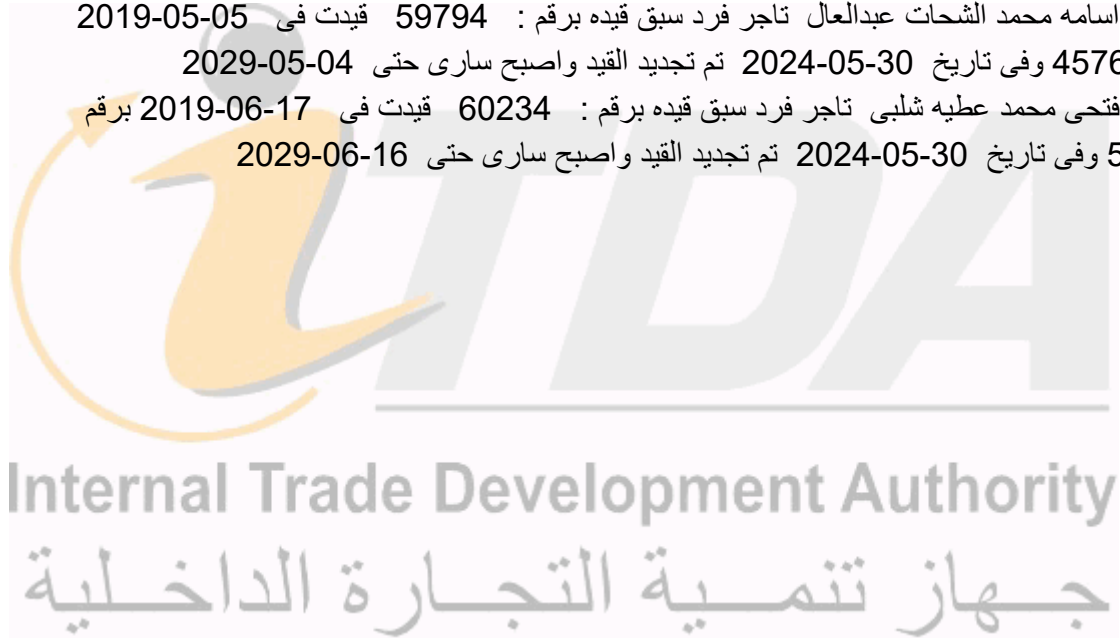 اسامه محمد الشحات عبدالعال تاجر فرد سبق قيده برقم : 59794 قيدت فى 05-05-2019
4576 وفى تاريخ 30-05-2024 تم تجديد القيد واصبح سارى حتى 04-05-2029
فتحى محمد عطيه شلبى تاجر فرد سبق قيده برقم : 60234 قيدت فى 17-06-2019 برقم
5 وفى تاريخ 30-05-2024 تم تجديد القيد واصبح سارى حتى 16-06-2029
iTDA
Internal Trade Development Authority
جهاز تنمية التجارة الداخلية